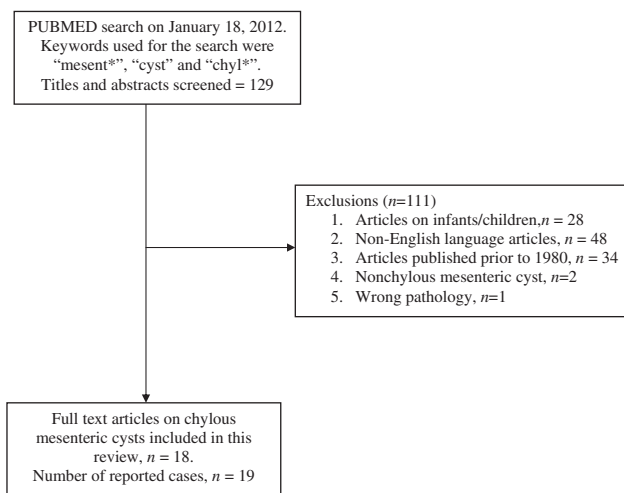 PUBMED search on January 18, 2012.
Keywords used for the search were
“mesent*”, “cyst” and “chyl*”.
Titles and abstracts screened = 129
Exclusions (n=111)
1. Articles on infants/children,n = 28
2. Non-English language articles, n = 48
3. Articles published prior to 1980, n = 34
4. Nonchylous mesenteric cyst, n=2
5. Wrong pathology, n=1
Full text articles on chylous
mesenteric cysts included in this
review, n = 18.
Number of reported cases, n = 19